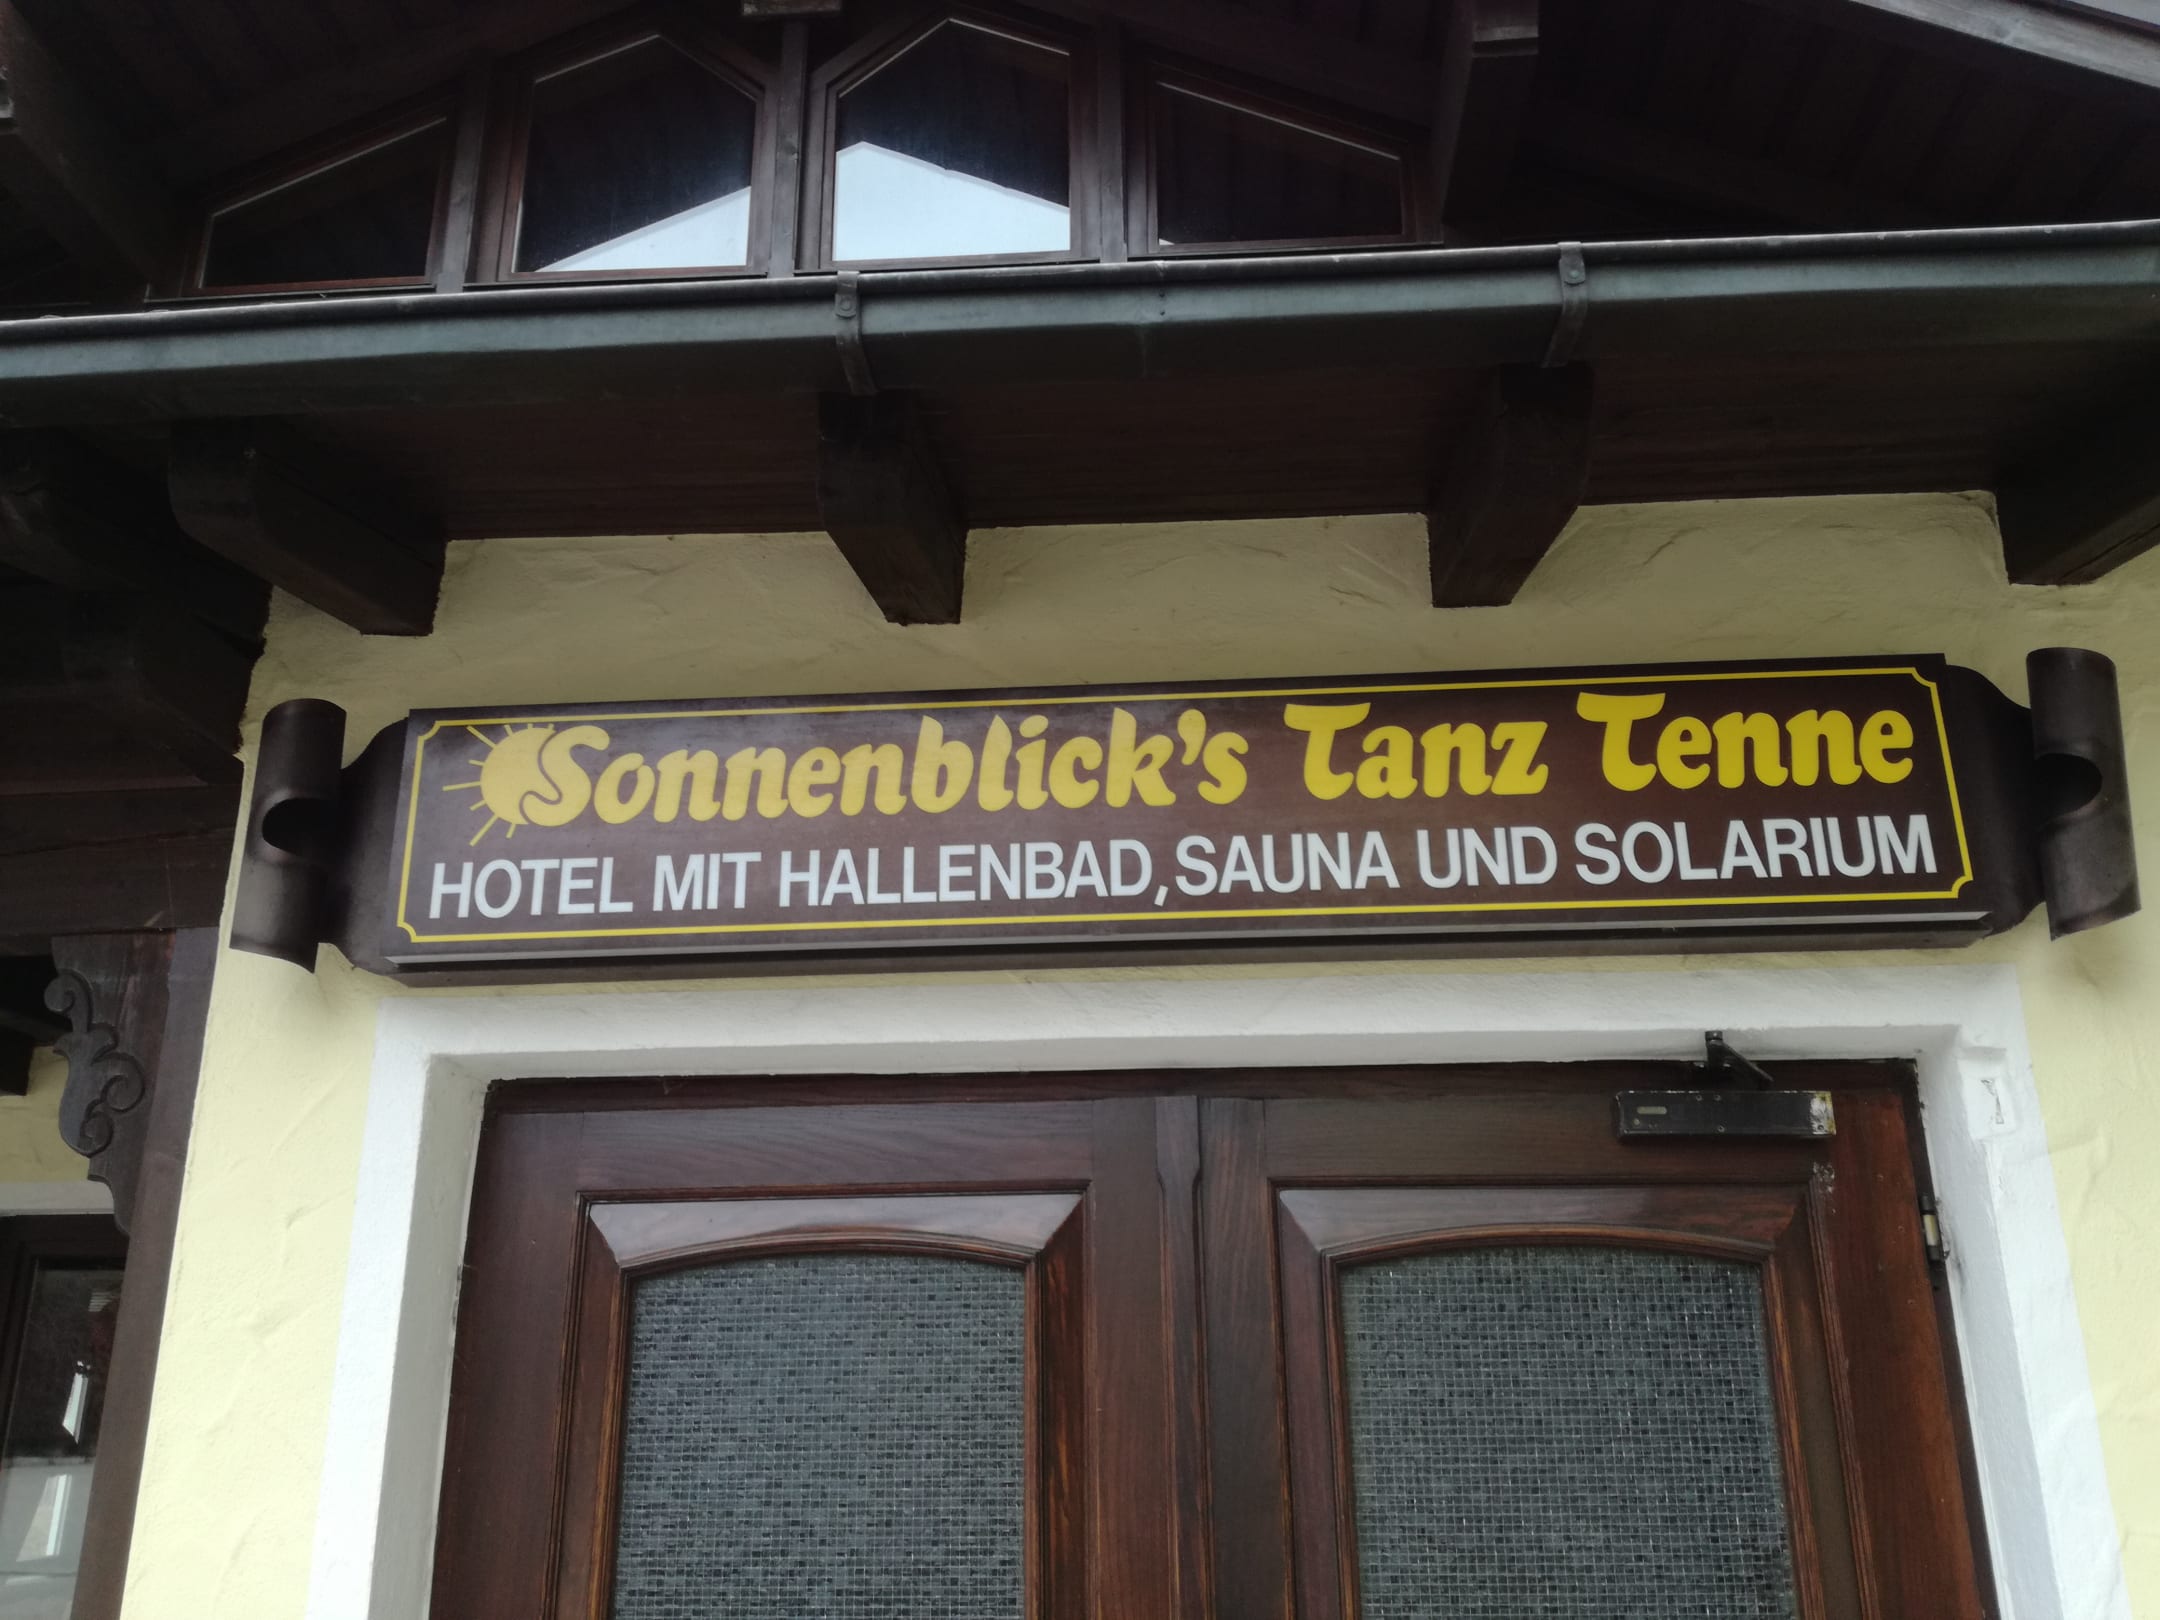 Sonnenblick's Tanz Tenne
HOTEL MIT HALLENBAD, SAUNA UND SOLARIUM